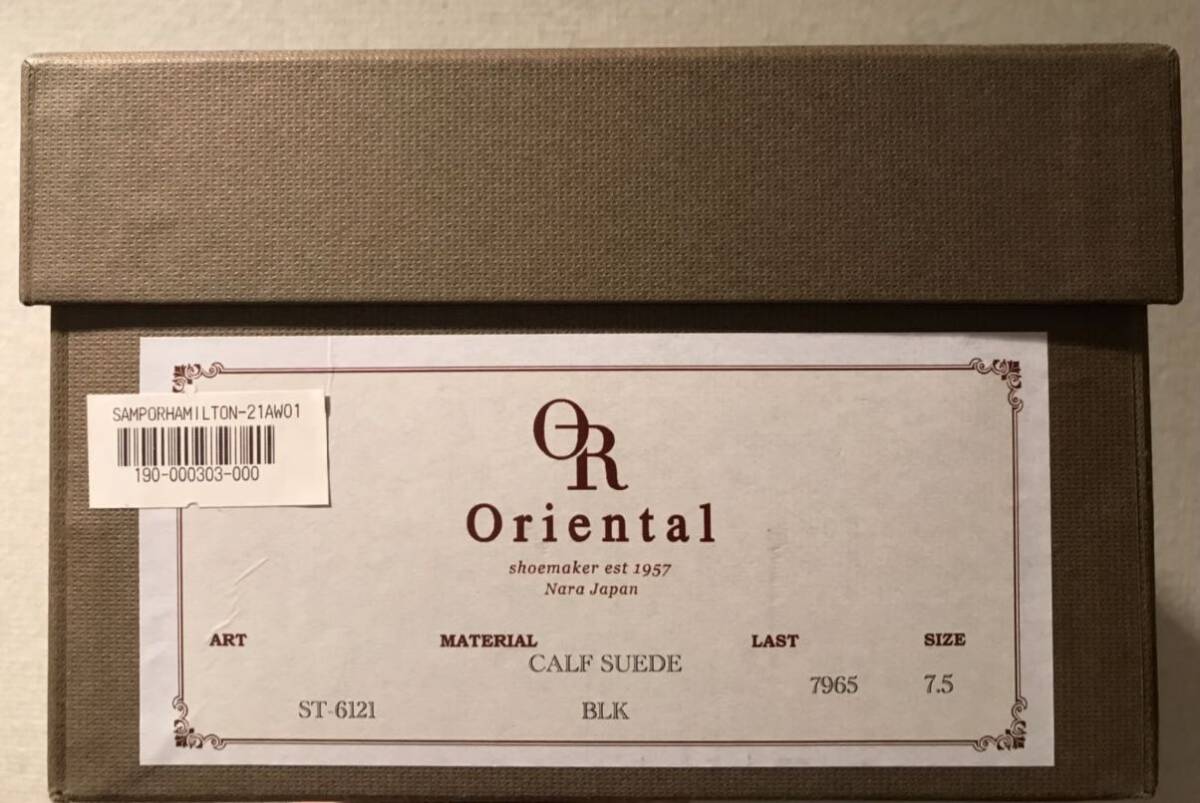 SAMPORHAMILTON-21AW01
190-000303-000
OR
Oriental
shoemaker est 1957
Nara Japan
ART MATERIAL LAST SIZE
CALF SUEDE
7965 7.5
ST-6121 BLK